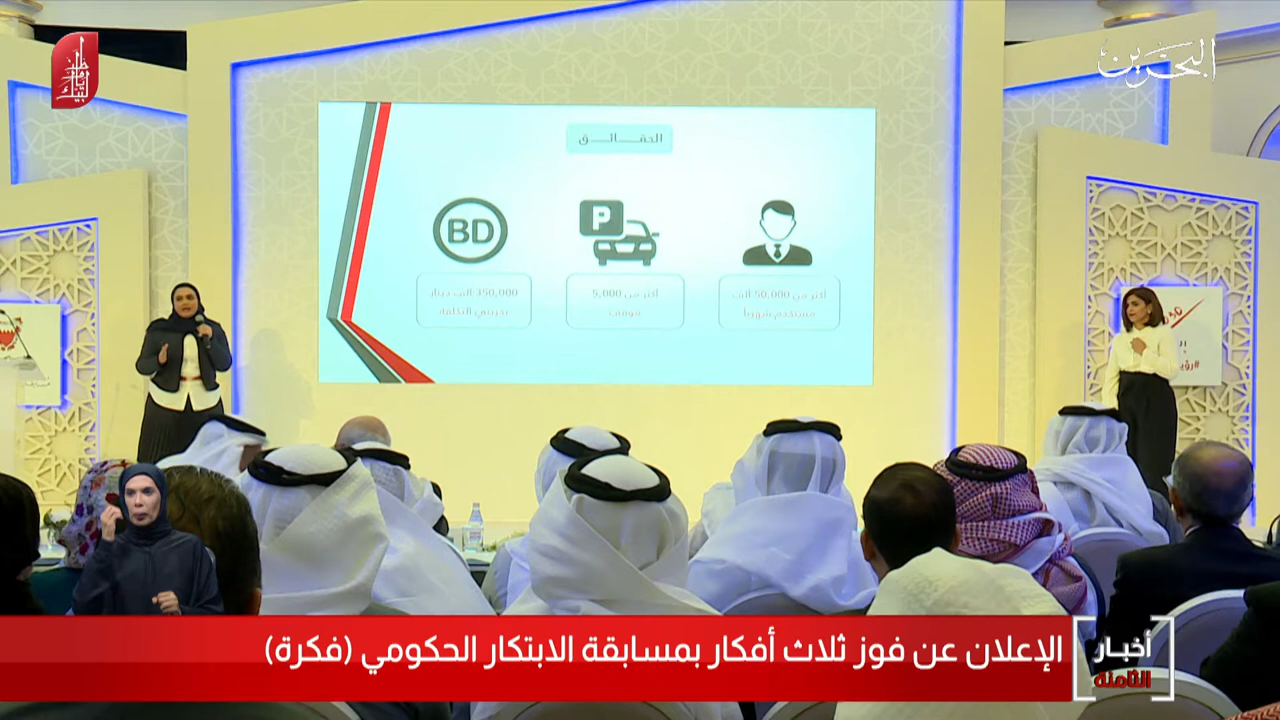 البحرين
الحقائق
BD
P
350,000 ألف دينار
بحريني التكلفة
أكثر من 5,000
موقف
أكثر من 50,000 ألف
مستخدم شهرياً
الإعلان عن فوز ثلاث أفكار بمسابقة الابتكار الحكومي (فكرة)
أخبار
الثامنة